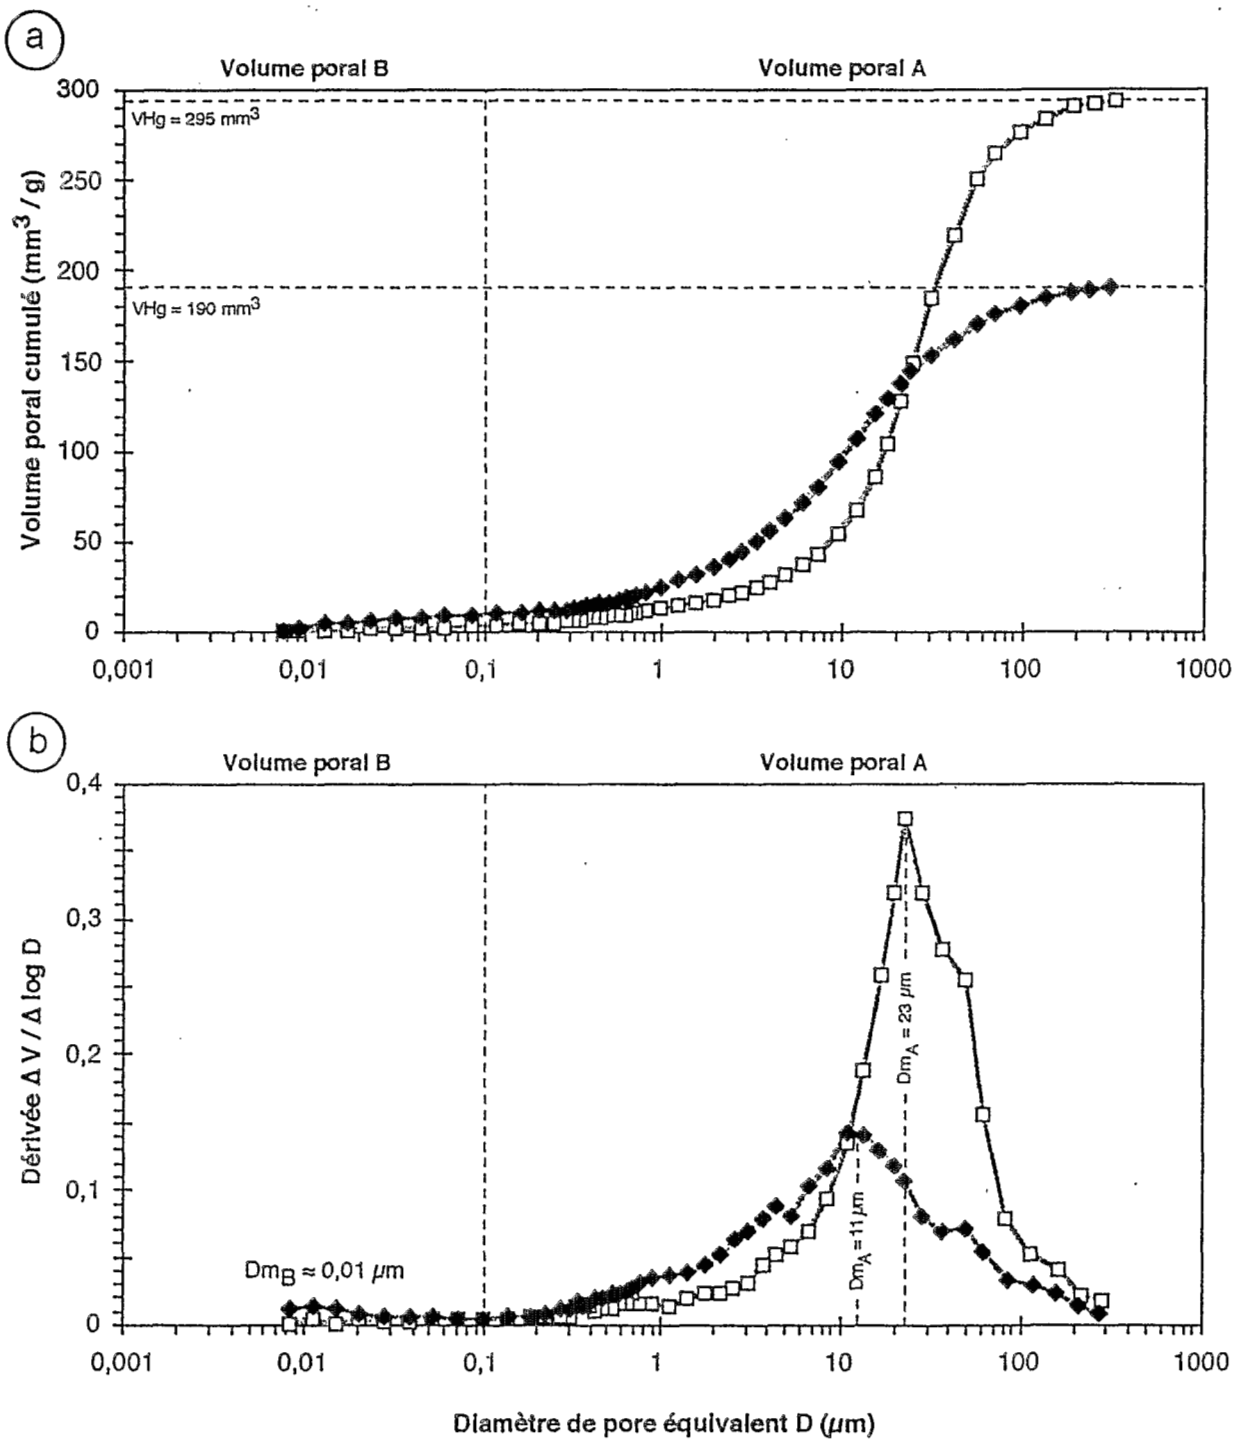 a
Volume poral B
Volume poral A
Volume poral cumulé (mm³ / g)
300
250
200
150
100
50
0
VHg = 295 mm³
VHg = 190 mm³
0,001
0,01
0,1
1
10
100
1000
b
Volume poral B
Volume poral A
Dérivée Δ V / Δ log D
0,4
0,3
0,2
0,1
0
DmB ≈ 0,01 µm
DmA = 11 µm
DmA = 23 µm
0,001
0,01
0,1
1
10
100
1000
Diamètre de pore équivalent D (µm)